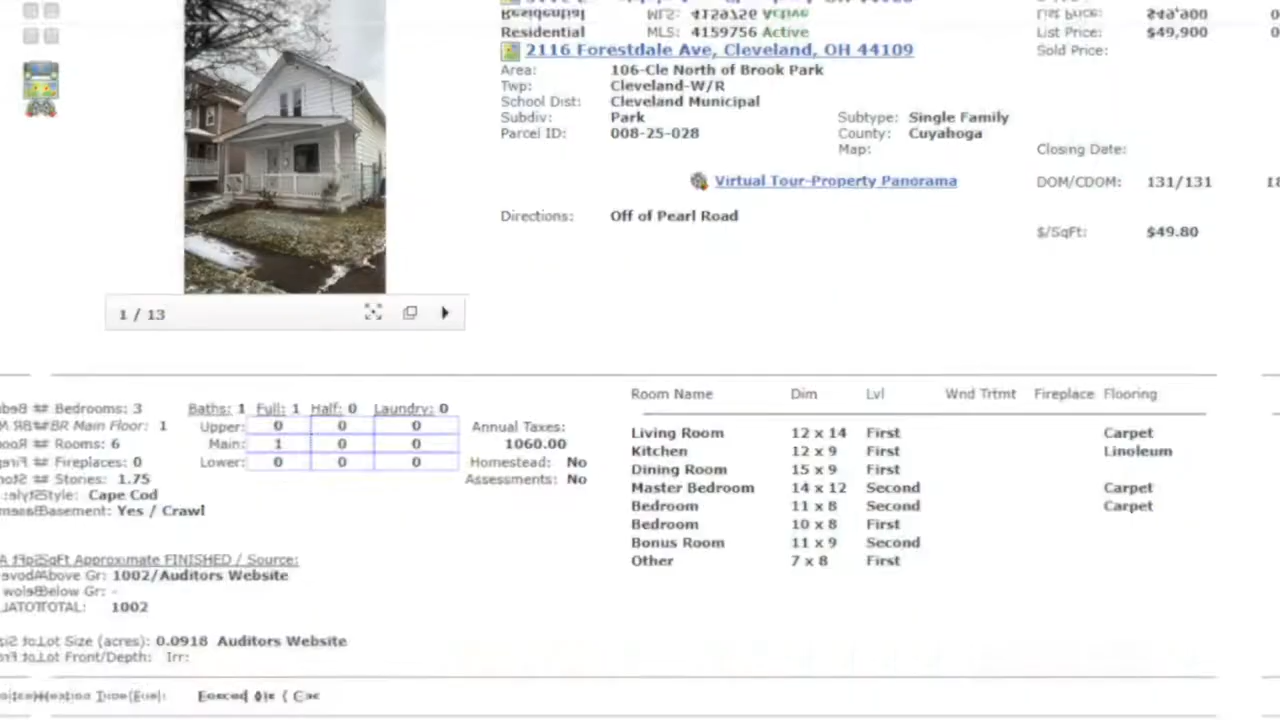 Residential MLS: 4159756 Active List Price: $49,900
2116 Forestdale Ave, Cleveland, OH 44109 Sold Price:
Area: 106-Cle North of Brook Park
Twp: Cleveland-W/R
School Dist: Cleveland Municipal
Subdiv: Park Subtype: Single Family
Parcel ID: 008-25-028 County: Cuyahoga
Map: Closing Date:
Virtual Tour-Property Panorama DOM/CDOM: 131/131
Directions: Off of Pearl Road
$/SqFt: $49.80
1 / 13
# Bedrooms: 3 Baths: 1 Full: 1 Half: 0 Laundry: 0
#BR Main Floor: 1 Upper: 0 0 0 Annual Taxes:
# Rooms: 6 Main: 1 0 0 1060.00
# Fireplaces: 0 Lower: 0 0 0 Homestead: No
# Stories: 1.75 Assessments: No
Style: Cape Cod
Basement: Yes / Crawl
SqFt Approximate FINISHED / Source:
Above Gr: 1002/Auditors Website
Below Gr: -
TOTAL: 1002
Lot Size (acres): 0.0918 Auditors Website
Lot Front/Depth: Irr:
Room Name Dim Lvl Wnd Trtmt Fireplace Flooring
Living Room 12 x 14 First Carpet
Kitchen 12 x 9 First Linoleum
Dining Room 15 x 9 First
Master Bedroom 14 x 12 Second Carpet
Bedroom 11 x 8 Second Carpet
Bedroom 10 x 8 First
Bonus Room 11 x 9 Second
Other 7 x 8 First